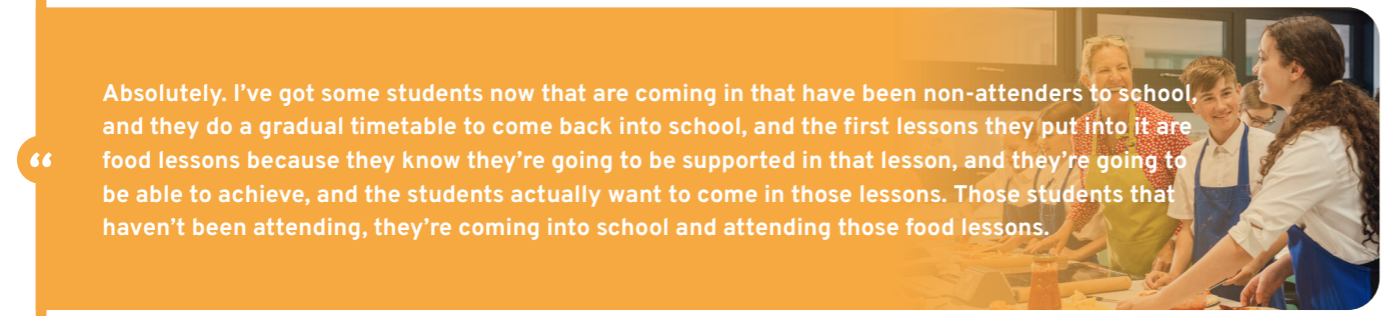 “
Absolutely. I’ve got some students now that are coming in that have been non-attenders to school,
and they do a gradual timetable to come back into school, and the first lessons they put into it are
food lessons because they know they’re going to be supported in that lesson, and they’re going to
be able to achieve, and the students actually want to come in those lessons. Those students that
haven’t been attending, they’re coming into school and attending those food lessons.